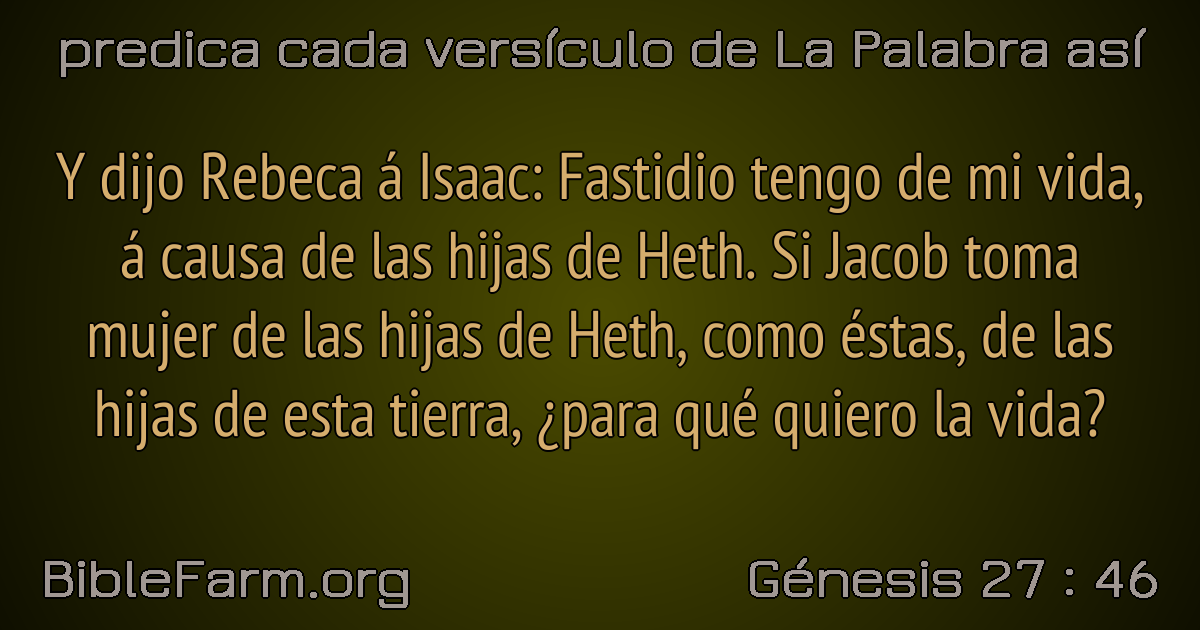 predica cada versículo de La Palabra así
Y dijo Rebeca á Isaac: Fastidio tengo de mi vida,
á causa de las hijas de Heth. Si Jacob toma
mujer de las hijas de Heth, como éstas, de las
hijas de esta tierra, ¿para qué quiero la vida?
BibleFarm.org
Génesis 27 : 46